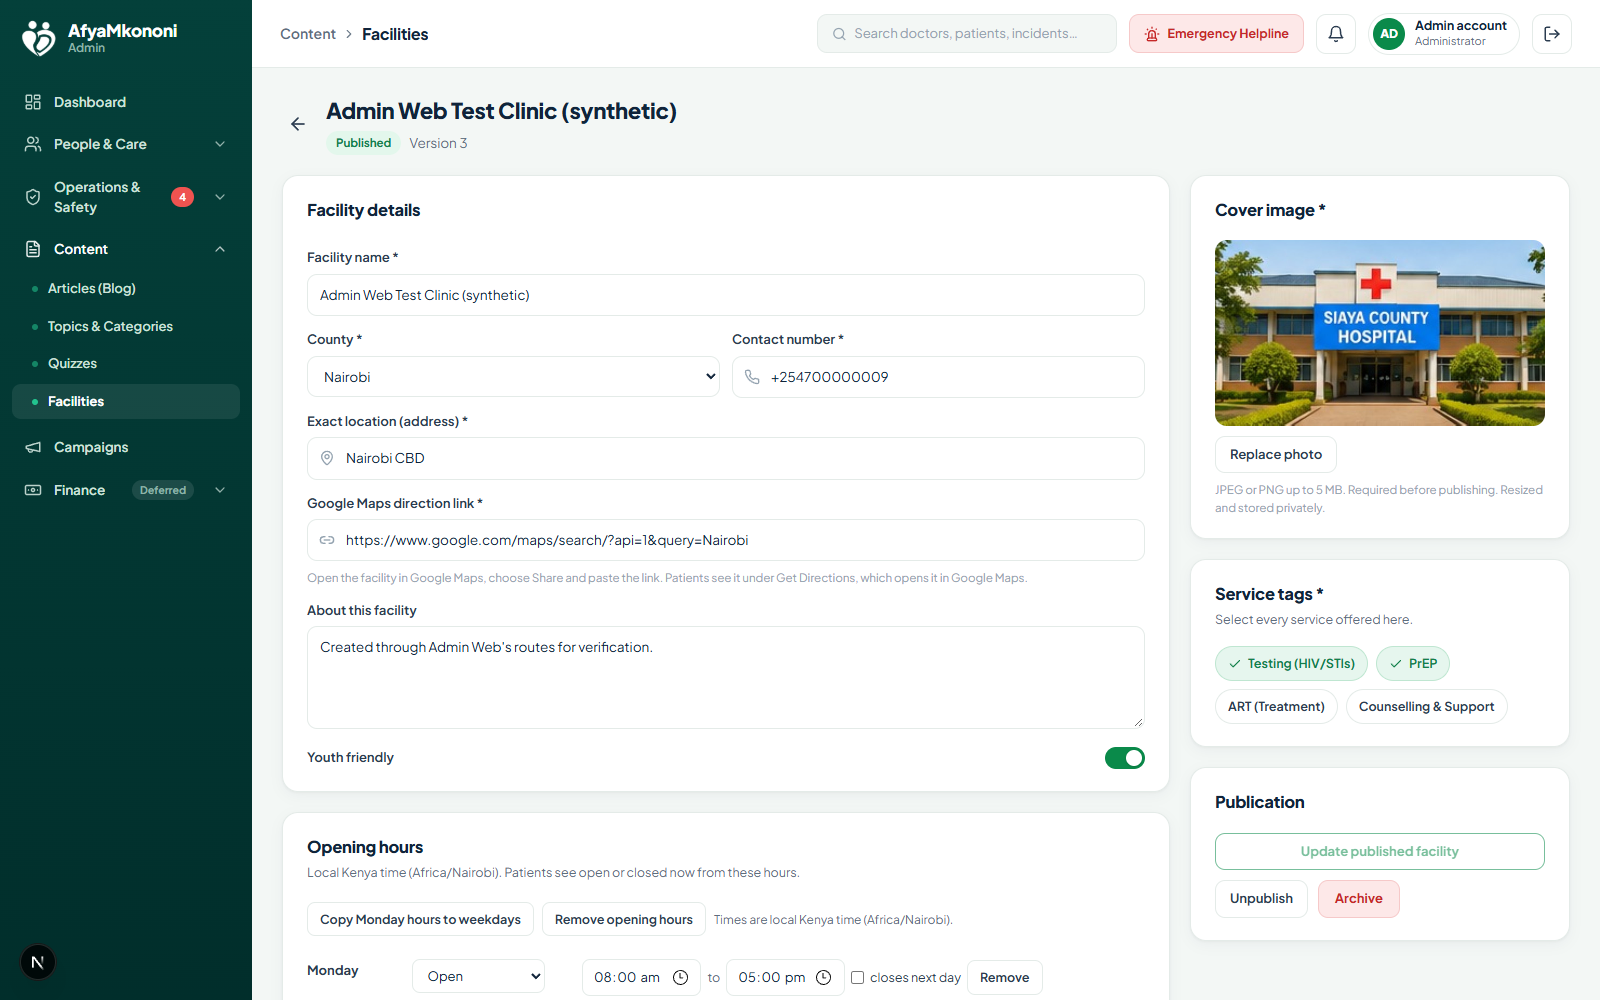 AfyaMkononi
Admin
Dashboard
People & Care
Operations &
Safety
4
Content
Articles (Blog)
Topics & Categories
Quizzes
Facilities
Campaigns
Finance
Deferred
N
Content > Facilities
Search doctors, patients, incidents...
Emergency Helpline
AD
Admin account
Administrator
Admin Web Test Clinic (synthetic)
Published
Version 3
Facility details
Facility name *
Admin Web Test Clinic (synthetic)
County *
Nairobi
Contact number *
+254700000009
Exact location (address) *
Nairobi CBD
Google Maps direction link *
https://www.google.com/maps/search/?api=1&query=Nairobi
Open the facility in Google Maps, choose Share and paste the link. Patients see it under Get Directions, which opens it in Google Maps.
About this facility
Created through Admin Web's routes for verification.
Youth friendly
Opening hours
Local Kenya time (Africa/Nairobi). Patients see open or closed now from these hours.
Copy Monday hours to weekdays
Remove opening hours
Times are local Kenya time (Africa/Nairobi).
Monday
Open
08:00 am
to
05:00 pm
closes next day
Remove
Cover image *
SIAYA COUNTY
HOSPITAL
Replace photo
JPEG or PNG up to 5 MB. Required before publishing. Resized
and stored privately.
Service tags *
Select every service offered here.
Testing (HIV/STIs)
PrEP
ART (Treatment)
Counselling & Support
Publication
Update published facility
Unpublish
Archive